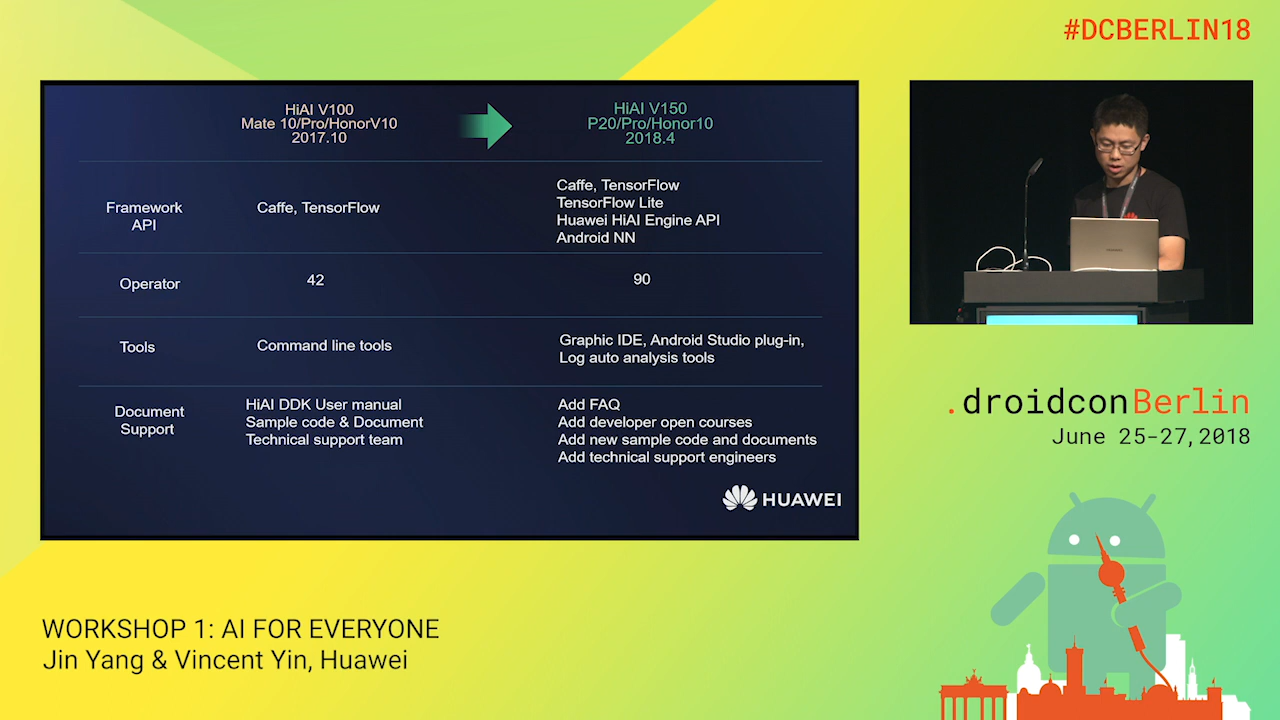 #DCBERLIN18
HiAI V100
Mate 10/Pro/HonorV10
2017.10
HiAI V150
P20/Pro/Honor10
2018.4
Framework
API
Caffe, TensorFlow
Caffe, TensorFlow
TensorFlow Lite
Huawei HiAI Engine API
Android NN
Operator
42
90
Tools
Command line tools
Graphic IDE, Android Studio plug-in,
Log auto analysis tools
Document
Support
HiAI DDK User manual
Sample code & Document
Technical support team
Add FAQ
Add developer open courses
Add new sample code and documents
Add technical support engineers
HUAWEI
.droidconBerlin
June 25-27, 2018
WORKSHOP 1: AI FOR EVERYONE
Jin Yang & Vincent Yin, Huawei